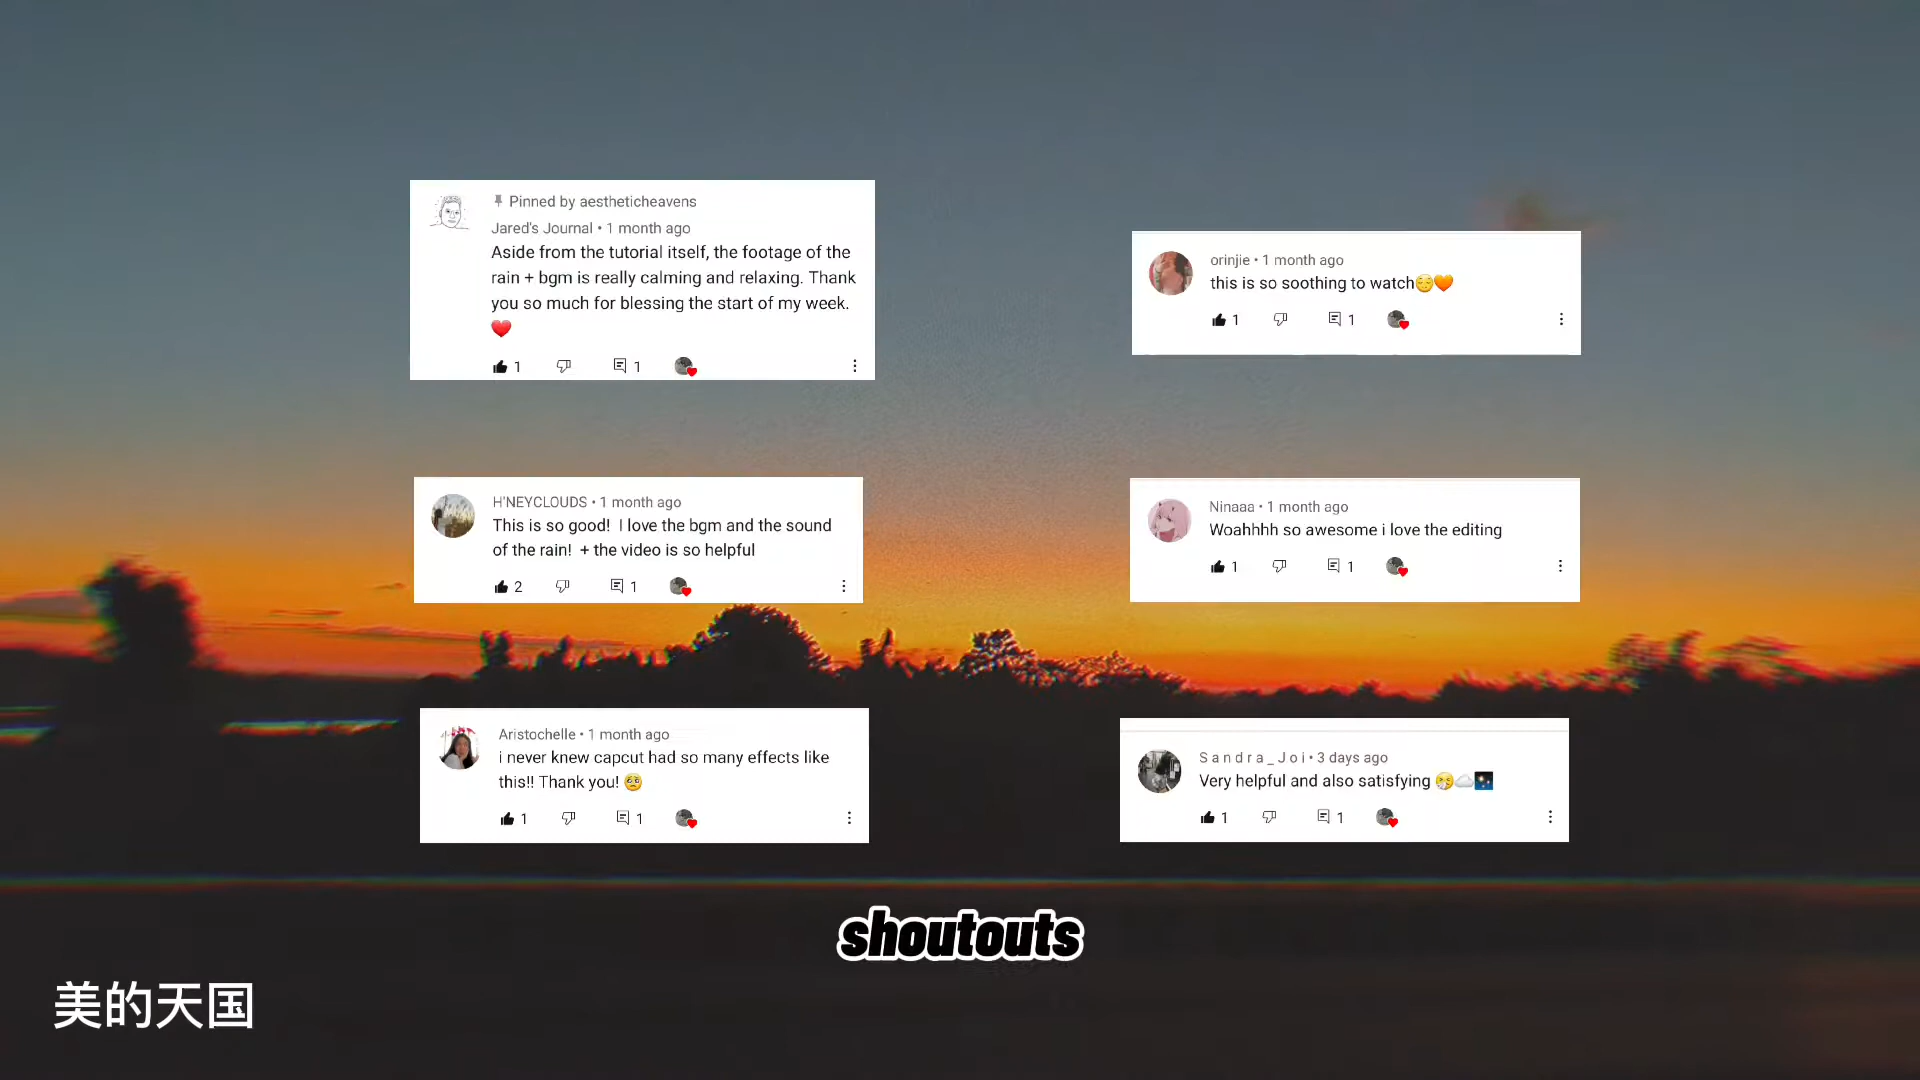 Pinned by aestheticheavens
Jared's Journal • 1 month ago
Aside from the tutorial itself, the footage of the
rain + bgm is really calming and relaxing. Thank
you so much for blessing the start of my week.
❤️
1 1
orinjie • 1 month ago
this is so soothing to watch😌🧡
1 1
H'NEYCLOUDS • 1 month ago
This is so good!  I love the bgm and the sound
of the rain!  + the video is so helpful
2 1
Ninaaa • 1 month ago
Woahhhh so awesome i love the editing
1 1
Aristochelle • 1 month ago
i never knew capcut had so many effects like
this!! Thank you! 🥺
1 1
S a n d r a _ J o i • 3 days ago
Very helpful and also satisfying 🤧☁️🎇
1 1
shoutouts
美的天国